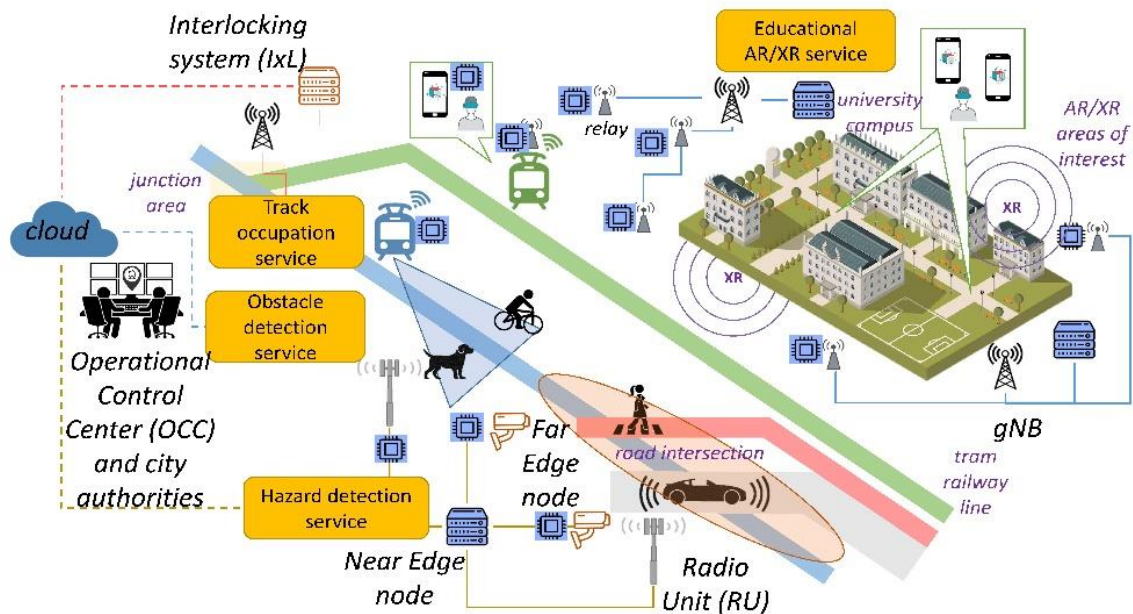 Interlocking
system (IxL)
Educational
AR/XR service
relay
university
campus
AR/XR
areas of
interest
junction
area
cloud
Track
occupation
service
XR
XR
Obstacle
detection
service
Operational
Control
Center (OCC)
and city
authorities
Far
Edge
node
road intersection
gNB
tram
railway
line
Hazard detection
service
Near Edge
node
Radio
Unit (RU)